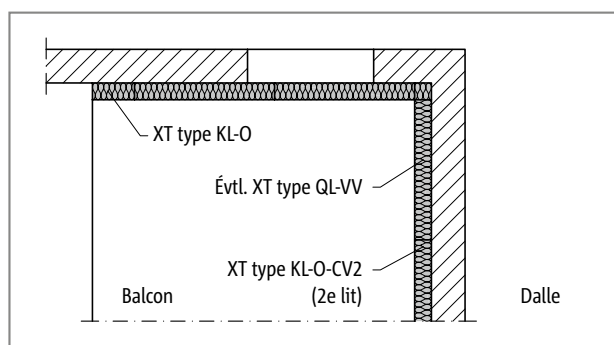 XT type KL-O
Évtl. XT type QL-VV
XT type KL-O-CV2
(2e lit)
Balcon
Dalle